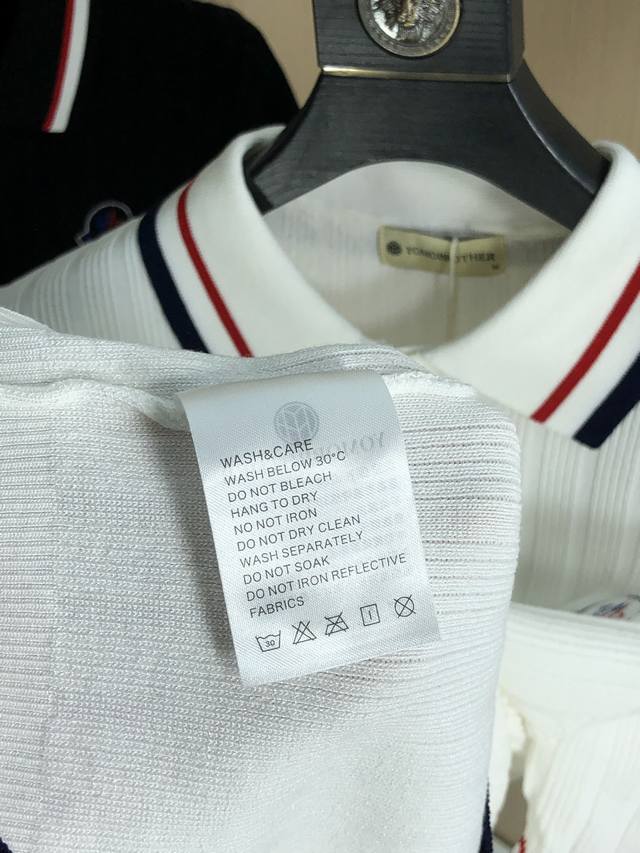 WASH&CARE
WASH BELOW 30°C
DO NOT BLEACH
HANG TO DRY
NO NOT IRON
DO NOT DRY CLEAN
WASH SEPARATELY
DO NOT SOAK
DO NOT IRON REFLECTIVE
FABRICS
30